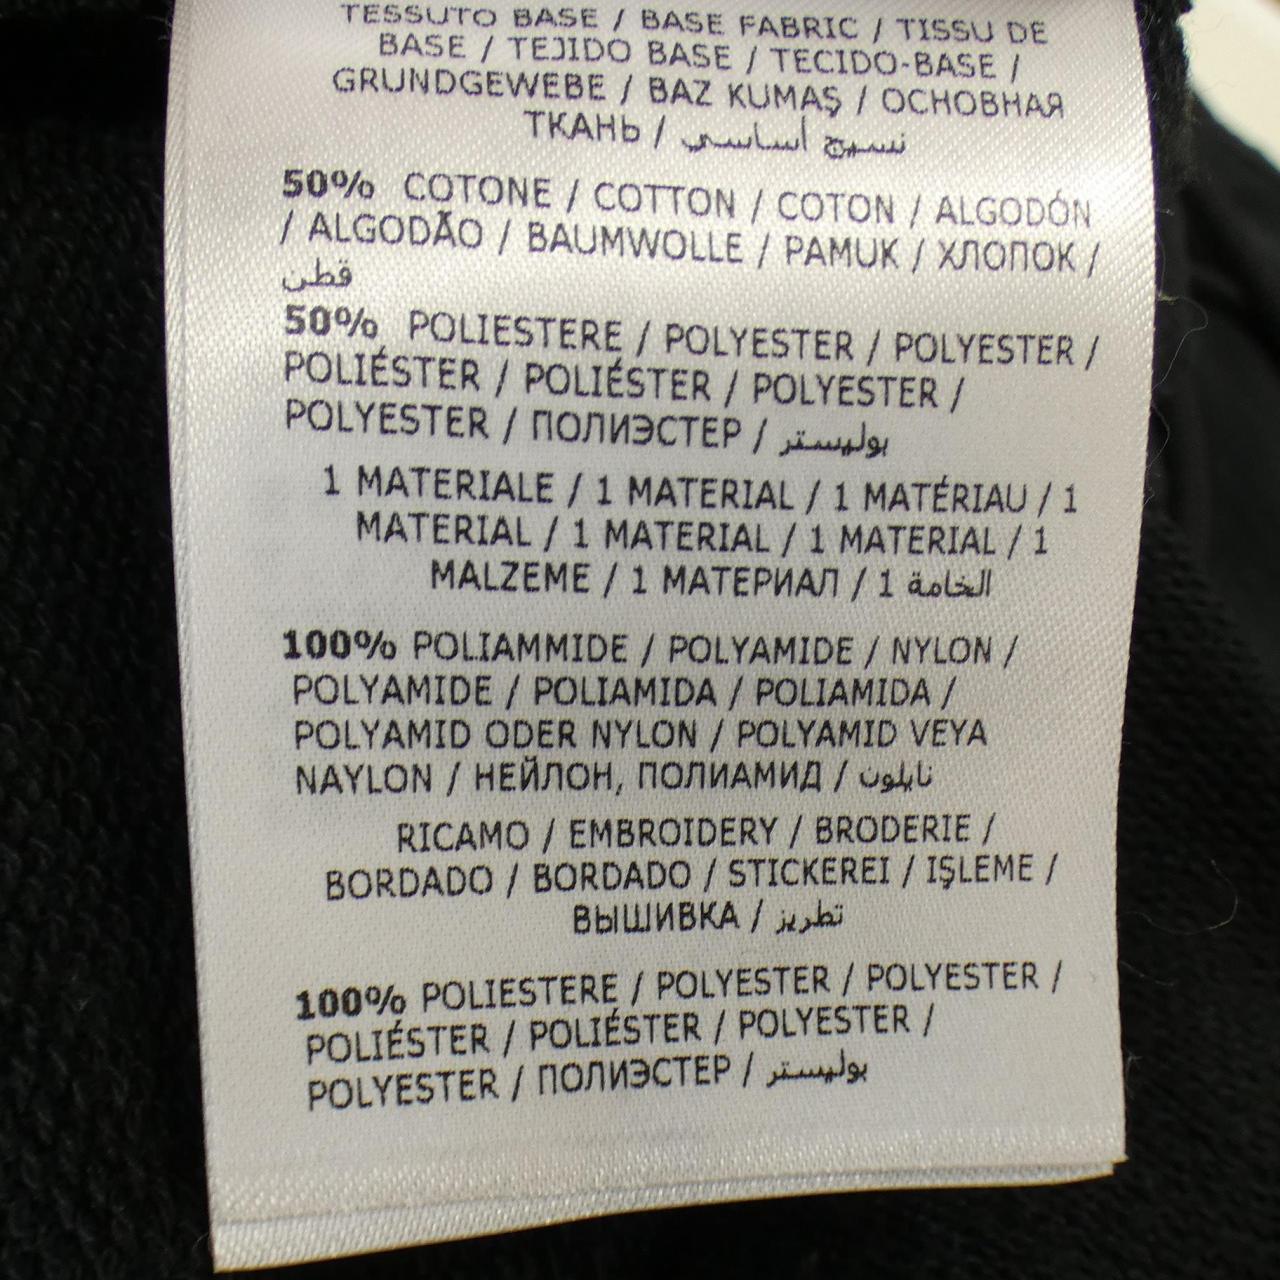 TESSUTO BASE / BASE FABRIC / TISSU DE
BASE / TEJIDO BASE / TECIDO-BASE /
GRUNDGEWEBE / BAZ KUMAŞ / ОСНОВНАЯ
ТКАНЬ / نسيج أساسي
50% COTONE / COTTON / COTON / ALGODÓN
/ ALGODÃO / BAUMWOLLE / PAMUK / ХЛОПОК /
قطن
50% POLIESTERE / POLYESTER / POLYESTER /
POLIÉSTER / POLIÉSTER / POLYESTER /
POLYESTER / ПОЛИЭСТЕР / بوليستر
1 MATERIALE / 1 MATERIAL / 1 MATÉRIAU / 1
MATERIAL / 1 MATERIAL / 1 MATERIAL / 1
MALZEME / 1 МАТЕРИАЛ / 1 الخامة
100% POLIAMMIDE / POLYAMIDE / NYLON /
POLYAMIDE / POLIAMIDA / POLIAMIDA /
POLYAMID ODER NYLON / POLYAMID VEYA
NAYLON / НЕЙЛОН, ПОЛИАМИД / نايلون
RICAMO / EMBROIDERY / BRODERIE /
BORDADO / BORDADO / STICKEREI / IŞLEME /
ВЫШИВКА / تطريز
100% POLIESTERE / POLYESTER / POLYESTER /
POLIÉSTER / POLIÉSTER / POLYESTER /
POLYESTER / ПОЛИЭСТЕР / بوليستر